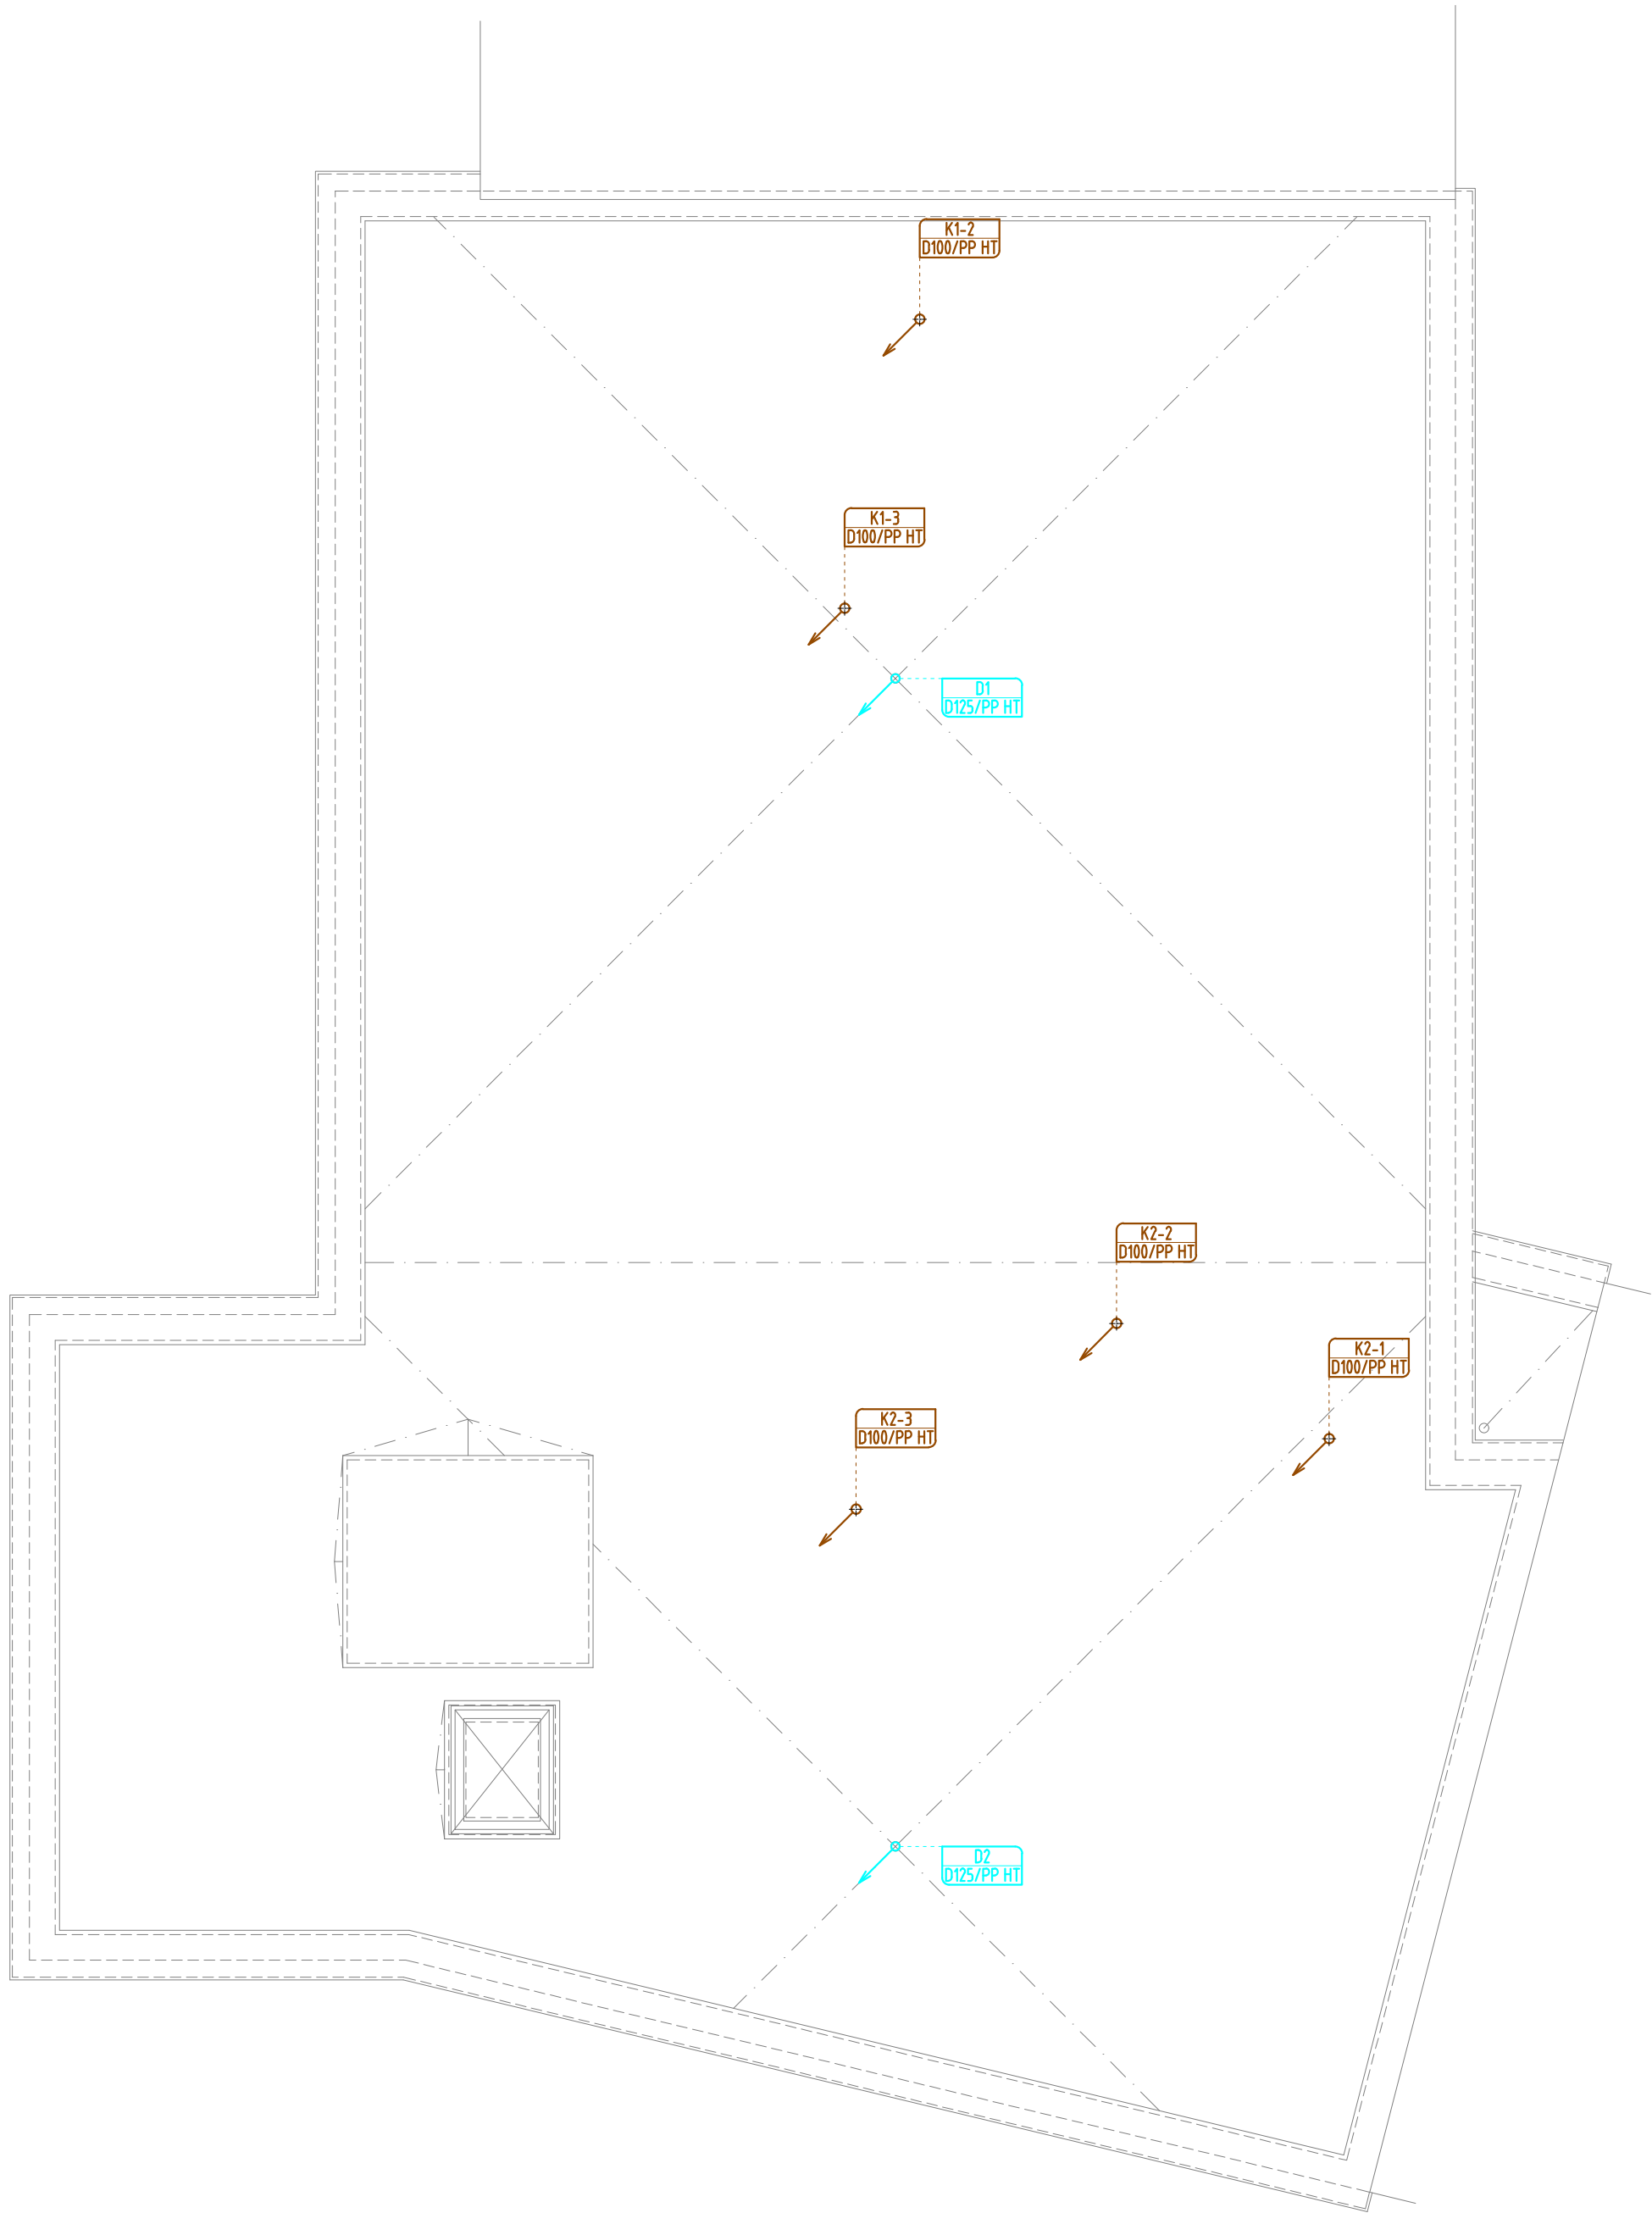 K1-2
D100/PP HT
K1-3
D100/PP HT
D1
D125/PP HT
K2-2
D100/PP HT
K2-1
D100/PP HT
K2-3
D100/PP HT
D2
D125/PP HT